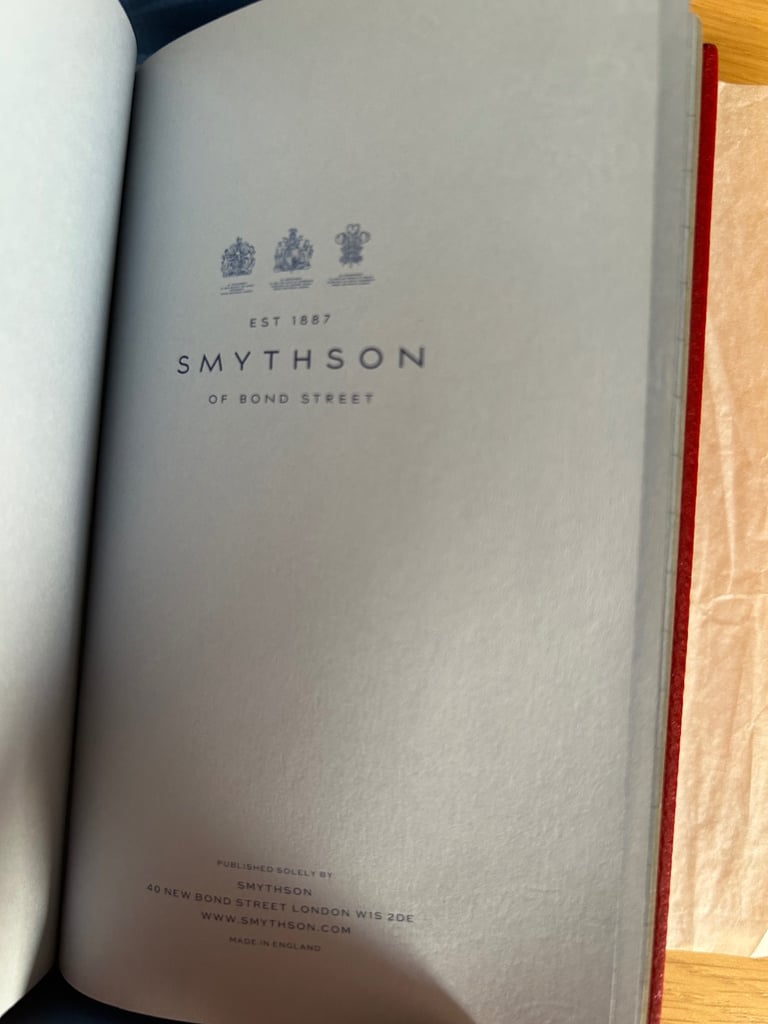 EST 1887
SMYTHSON
OF BOND STREET
PUBLISHED SOLELY BY
SMYTHSON
40 NEW BOND STREET LONDON W1S 2DE
WWW.SMYTHSON.COM
MADE IN ENGLAND